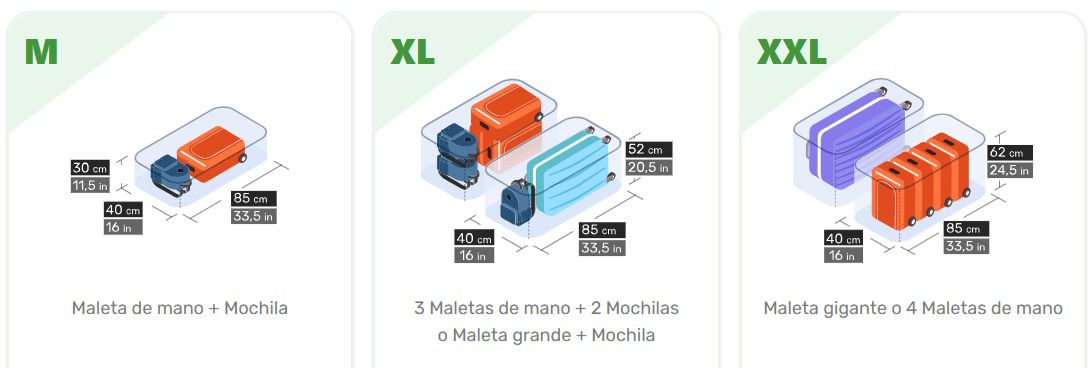 M
30 cm
11,5 in
40 cm
16 in
85 cm
33,5 in
Maleta de mano + Mochila
XL
52 cm
20,5 in
40 cm
16 in
85 cm
33,5 in
3 Maletas de mano + 2 Mochilas
o Maleta grande + Mochila
XXL
62 cm
24,5 in
40 cm
16 in
85 cm
33,5 in
Maleta gigante o 4 Maletas de mano